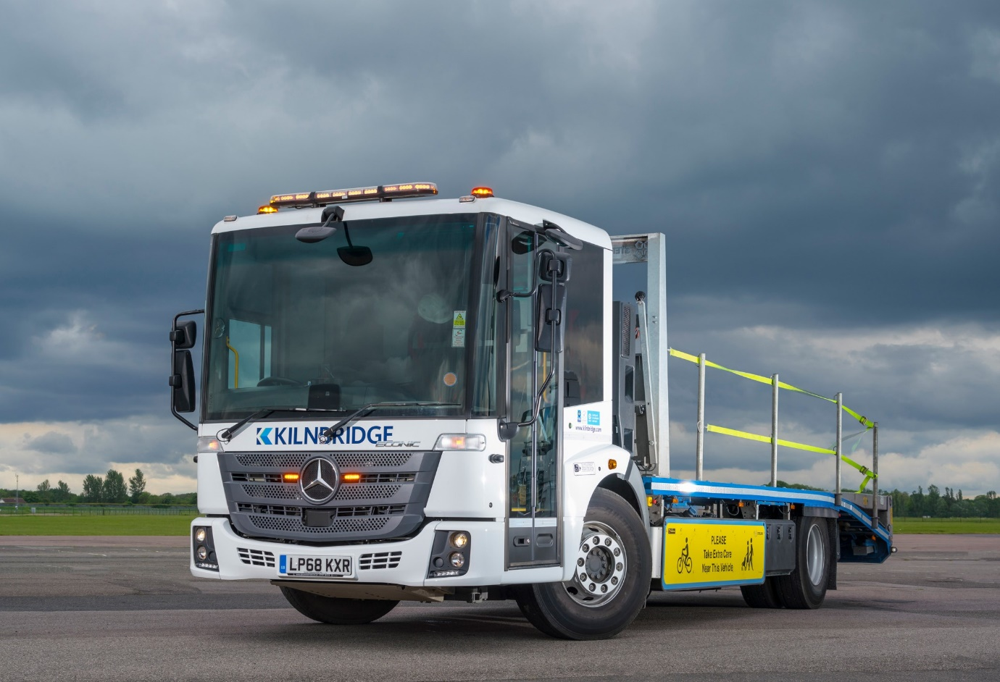 KILNBRIDGE
ECONIC
www.kilnbridge.com
LP68 KXR
PLEASE
Take Extra Care
Near This Vehicle